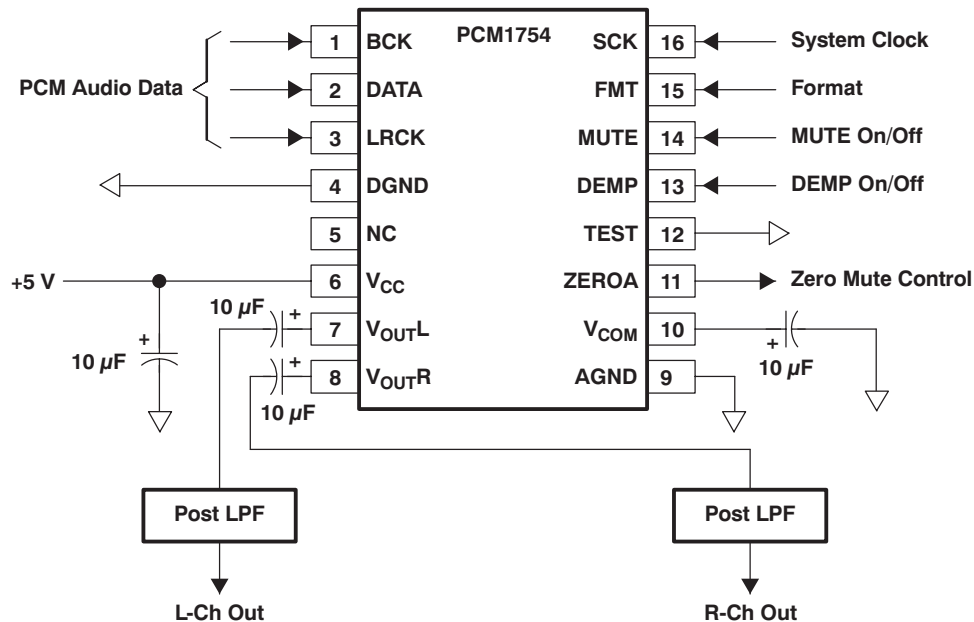 PCM1754
PCM Audio Data
1 BCK
2 DATA
3 LRCK
4 DGND
5 NC
6 VCC
7 VOUTL
8 VOUTR
SCK 16 System Clock
FMT 15 Format
MUTE 14 MUTE On/Off
DEMP 13 DEMP On/Off
TEST 12
ZEROA 11 Zero Mute Control
VCOM 10
AGND 9
+5 V
10 μF
+
+
10 μF
+
10 μF
+
10 μF
Post LPF
Post LPF
L-Ch Out
R-Ch Out